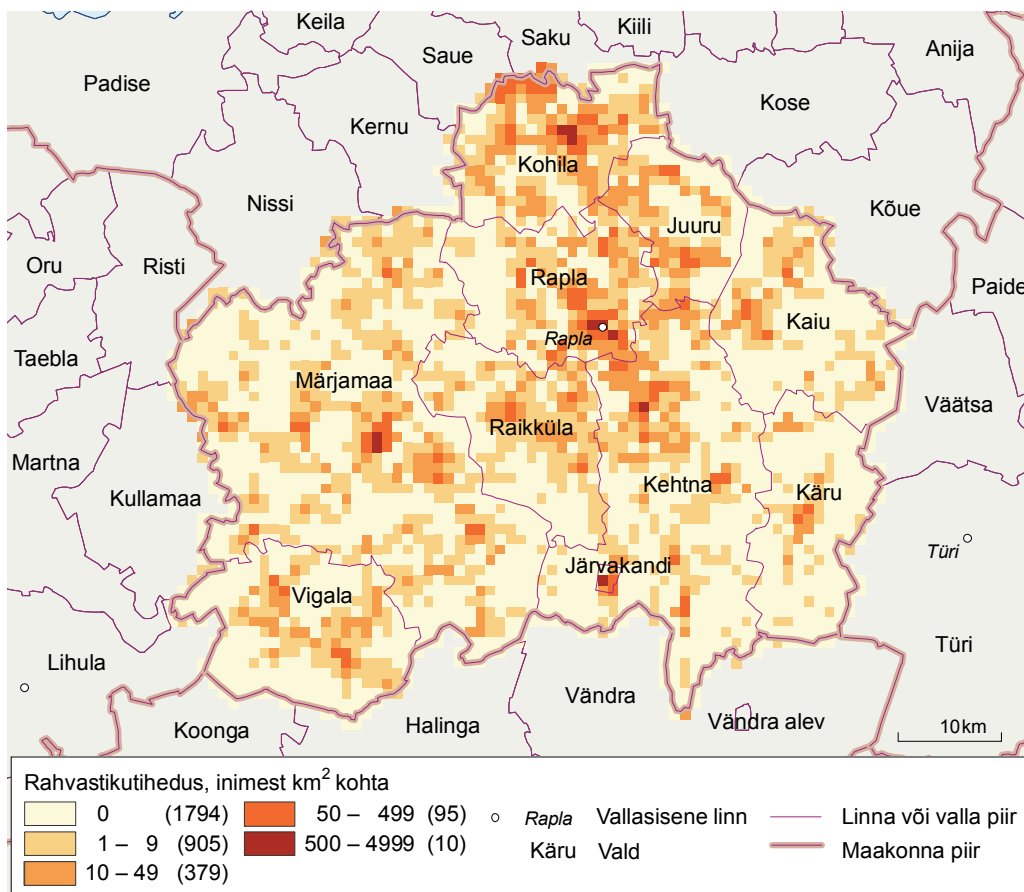 Keila
Saku
Kiili
Saue
Anija
Padise
Kose
Kernu
Kohila
Nissi
Juuru
Kõue
Oru
Risti
Rapla
Paide
Kaiu
Rapla
Taebla
Märjamaa
Väätsa
Raikküla
Martna
Kehtna
Käru
Kullamaa
Türi
Järvakandi
Vigala
Türi
Lihula
Vändra
Koonga
Halinga
Vändra alev
10 km
Rahvastikutihedus, inimest km² kohta
0 (1794)
1 – 9 (905)
10 – 49 (379)
50 – 499 (95)
500 – 4999 (10)
Rapla Vallasisene linn
Käru Vald
Linna või valla piir
Maakonna piir